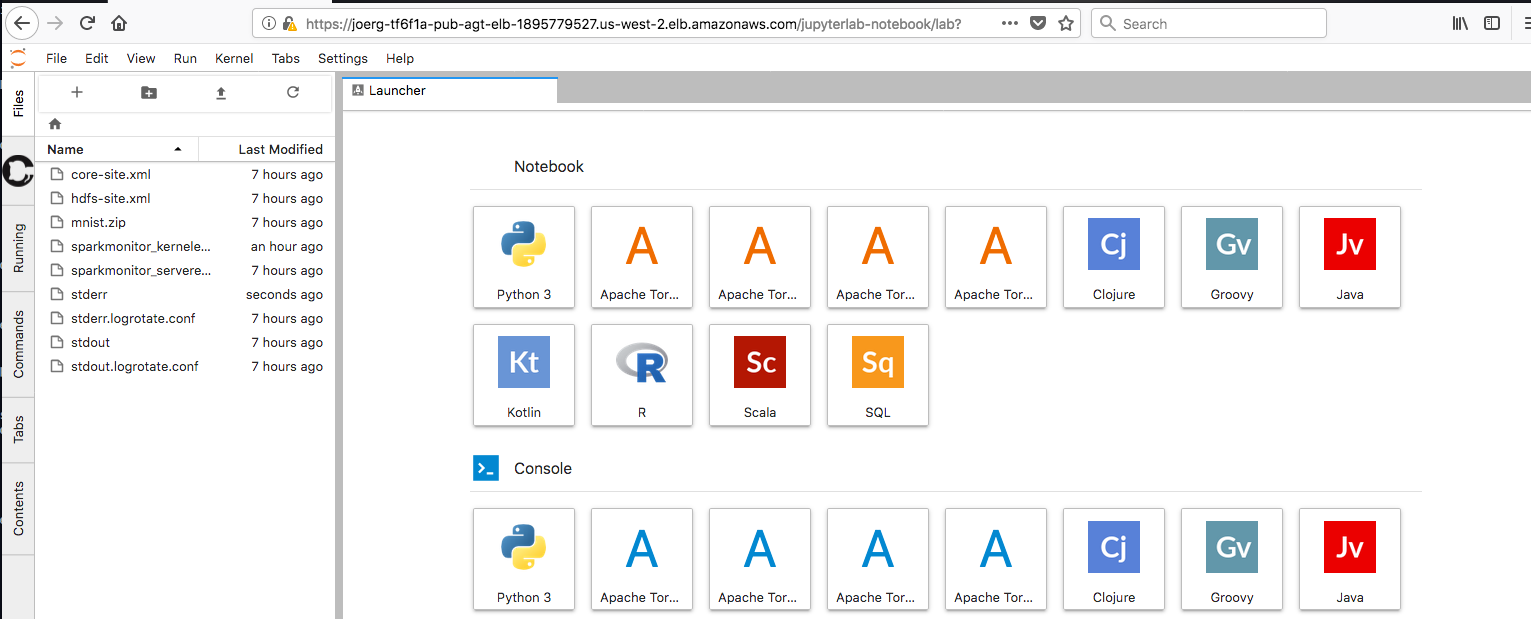 https://joerg-tf6f1a-pub-agt-elb-1895779527.us-west-2.elb.amazonaws.com/jupyterlab-notebook/lab? Search
File Edit View Run Kernel Tabs Settings Help
Files
Running
Commands
Tabs
Contents
Name Last Modified
core-site.xml 7 hours ago
hdfs-site.xml 7 hours ago
mnist.zip 7 hours ago
sparkmonitor_kernele... an hour ago
sparkmonitor_servere... 7 hours ago
stderr seconds ago
stderr.logrotate.conf 7 hours ago
stdout 7 hours ago
stdout.logrotate.conf 7 hours ago
Launcher
Notebook
A A A A Cj Gv Jv
Python 3 Apache Tor... Apache Tor... Apache Tor... Apache Tor... Clojure Groovy Java
Kt R Sc Sq
Kotlin R Scala SQL
Console
A A A A Cj Gv Jv
Python 3 Apache Tor... Apache Tor... Apache Tor... Apache Tor... Clojure Groovy Java